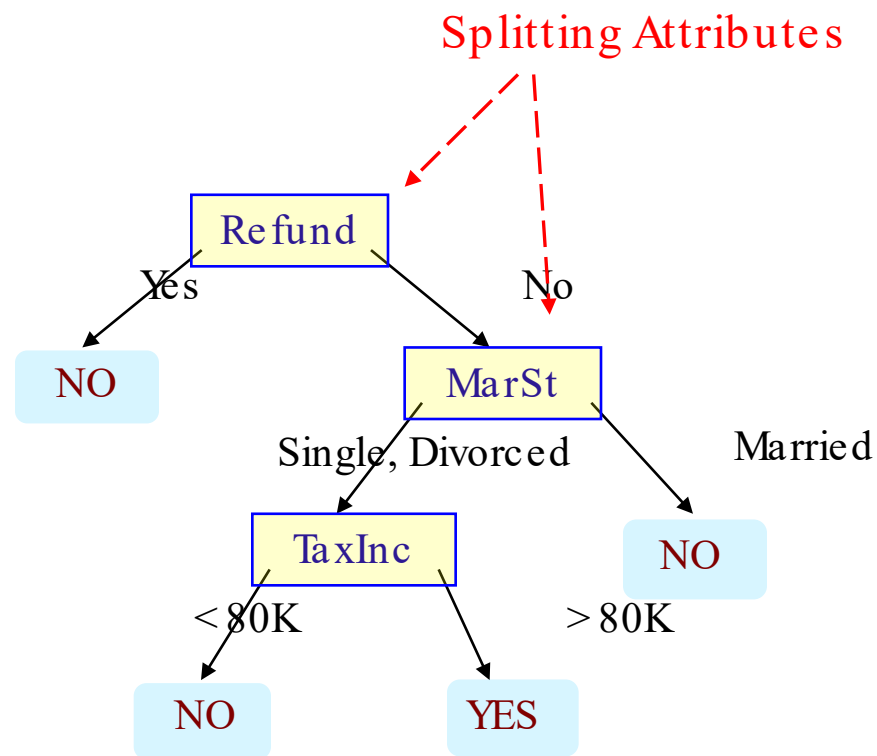 Splitting Attributes
Refund
Yes
No
NO
MarSt
Single, Divorced
Married
TaxInc
NO
< 80K
> 80K
NO
YES